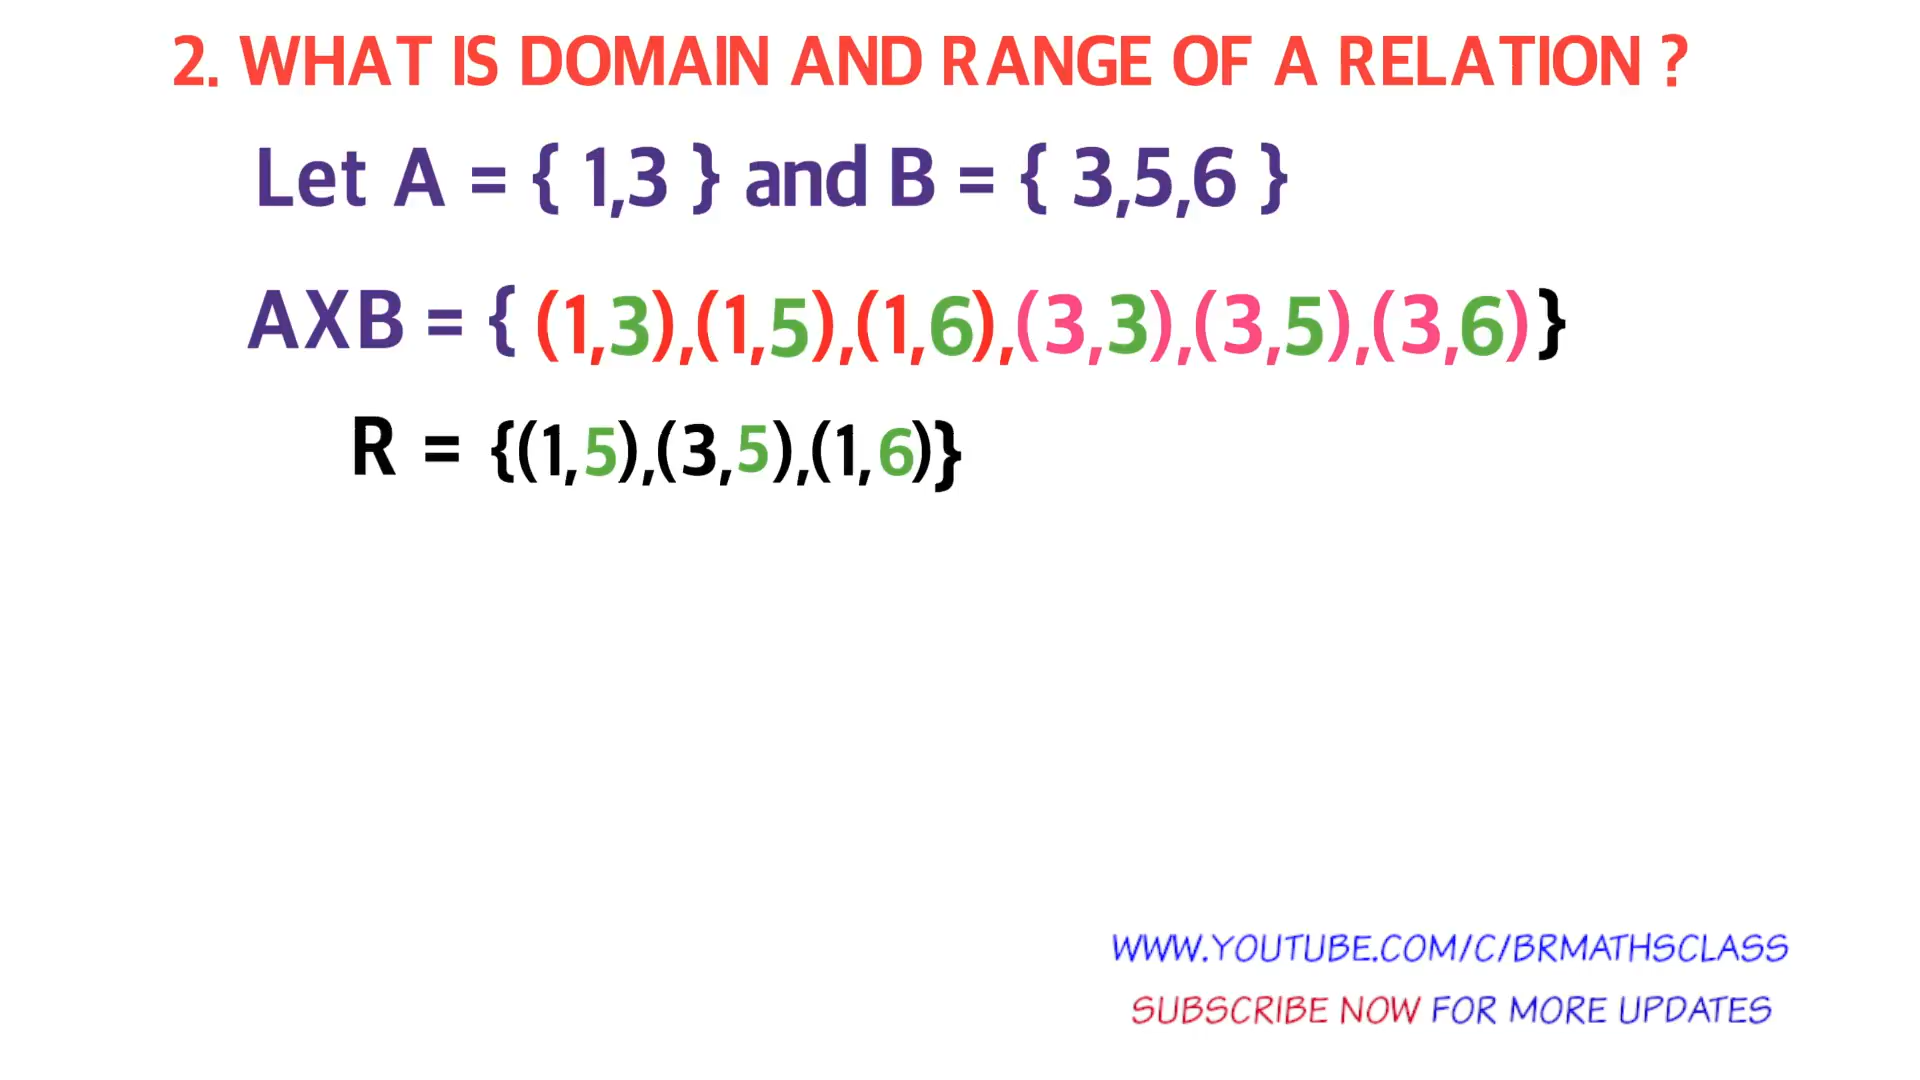 2. WHAT IS DOMAIN AND RANGE OF A RELATION ?
Let A = { 1,3 } and B = { 3,5,6 }
AXB = { (1,3),(1,5),(1,6),(3,3),(3,5),(3,6)}
R = {(1,5),(3,5),(1,6)}
WWW.YOUTUBE.COM/C/BRMATHSCLASS
SUBSCRIBE NOW FOR MORE UPDATES